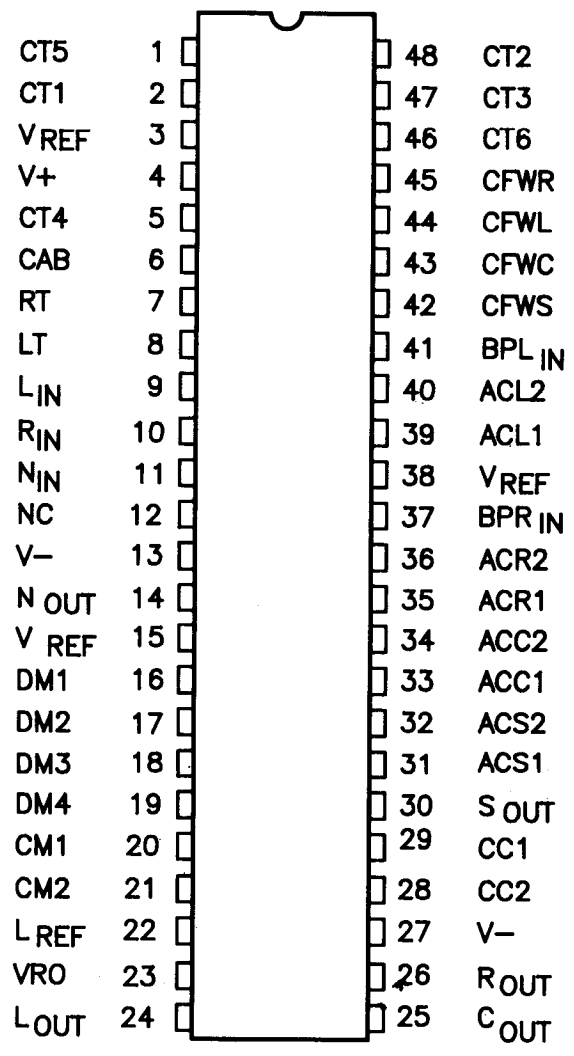 CT5 1 48 CT2
CT1 2 47 CT3
VREF 3 46 CT6
V+ 4 45 CFWR
CT4 5 44 CFWL
CAB 6 43 CFWC
RT 7 42 CFWS
LT 8 41 BPLIN
LIN 9 40 ACL2
RIN 10 39 ACL1
NIN 11 38 VREF
NC 12 37 BPRIN
V− 13 36 ACR2
N OUT 14 35 ACR1
V REF 15 34 ACC2
DM1 16 33 ACC1
DM2 17 32 ACS2
DM3 18 31 ACS1
DM4 19 30 S OUT
CM1 20 29 CC1
CM2 21 28 CC2
L REF 22 27 V−
VRO 23 26 ROUT
LOUT 24 25 COUT